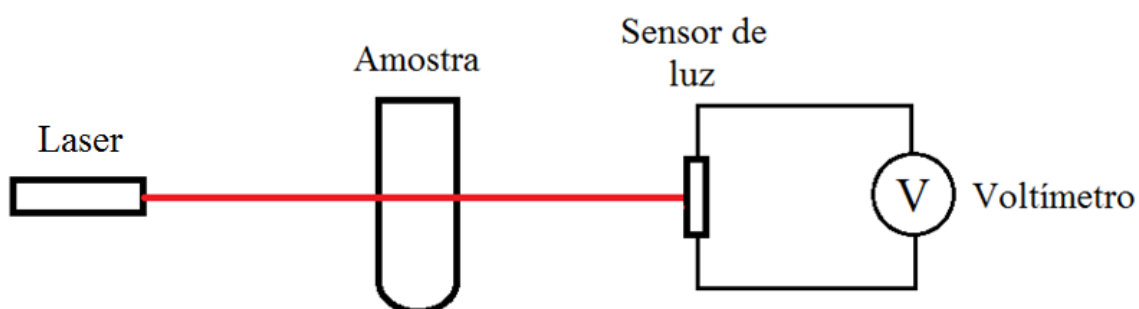 Laser
Amostra
Sensor de
luz
V
Voltímetro